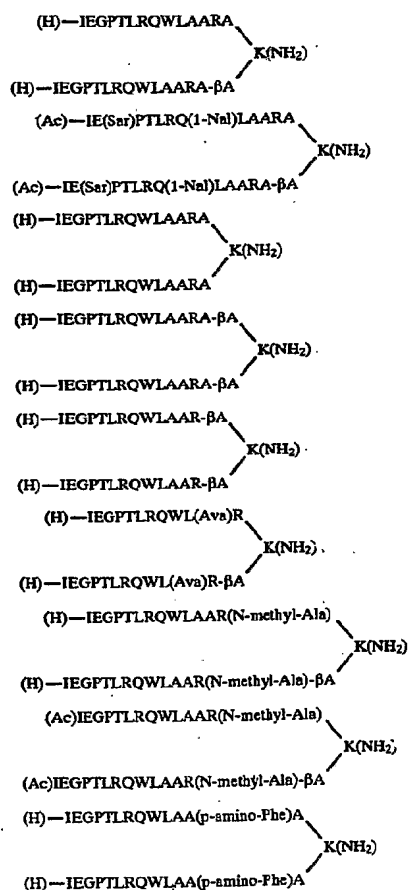 (H)—IEGPTLRQWLAARA
K(NH₂)
(H)—IEGPTLRQWLAARA-βA
(Ac)—IE(Sar)PTLRQ(1-Nal)LAARA
K(NH₂)
(Ac)—IE(Sar)PTLRQ(1-Nal)LAARA-βA
(H)—IEGPTLRQWLAARA
K(NH₂)
(H)—IEGPTLRQWLAARA
(H)—IEGPTLRQWLAARA-βA
K(NH₂)
(H)—IEGPTLRQWLAARA-βA
(H)—IEGPTLRQWLAAR-βA
K(NH₂)
(H)—IEGPTLRQWLAAR-βA
(H)—IEGPTLRQWL(Ava)R
K(NH₂),
(H)—IEGPTLRQWL(Ava)R-βA
(H)—IEGPTLRQWLAAR(N-methyl-Ala)
K(NH₂)
(H)—IEGPTLRQWLAAR(N-methyl-Ala)-βA
(Ac)IEGPTLRQWLAAR(N-methyl-Ala)
K(NH₂),
(Ac)IEGPTLRQWLAAR(N-methyl-Ala)-βA
(H)—IEGPTLRQWLAA(p-amino-Phe)A
K(NH₂)
(H)—IEGPTLRQWLAA(p-amino-Phe)A